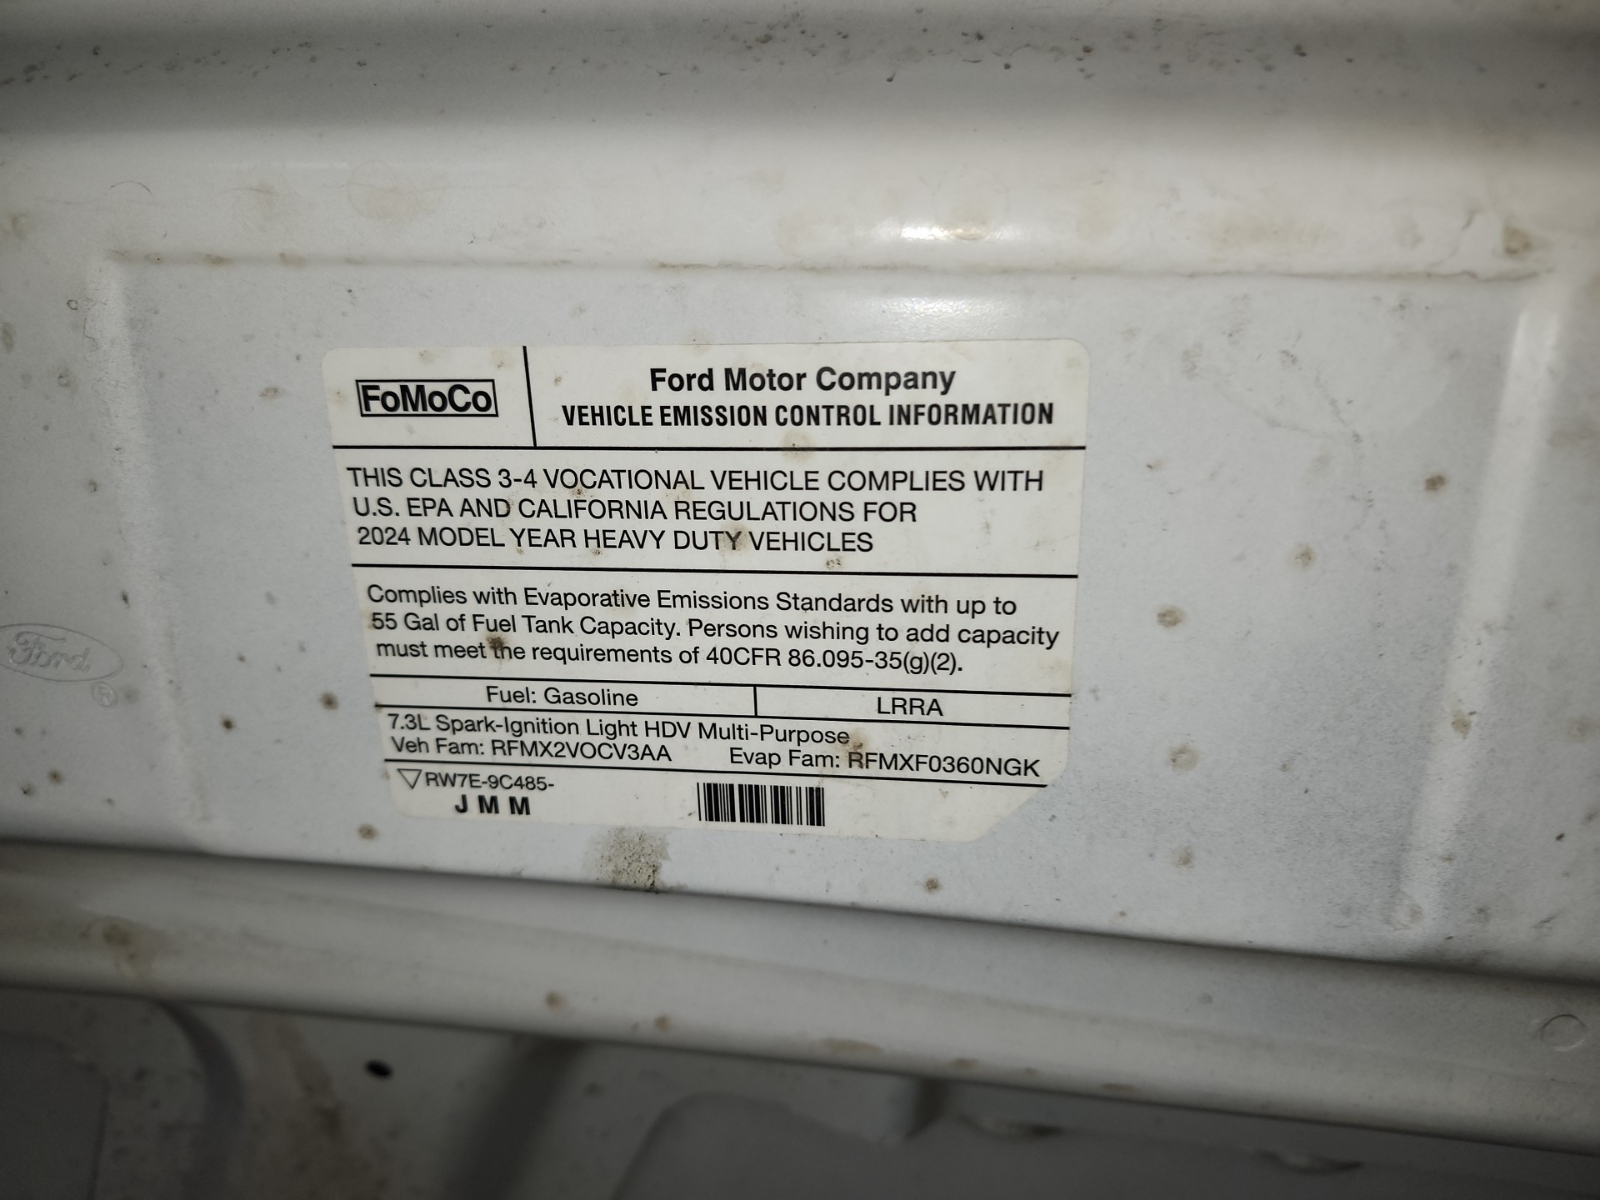 FoMoCo
Ford Motor Company
VEHICLE EMISSION CONTROL INFORMATION
THIS CLASS 3-4 VOCATIONAL VEHICLE COMPLIES WITH
U.S. EPA AND CALIFORNIA REGULATIONS FOR
2024 MODEL YEAR HEAVY DUTY VEHICLES
Complies with Evaporative Emissions Standards with up to
55 Gal of Fuel Tank Capacity. Persons wishing to add capacity
must meet the requirements of 40CFR 86.095-35(g)(2).
Fuel: Gasoline LRRA
7.3L Spark-Ignition Light HDV Multi-Purpose
Veh Fam: RFMX2VOCV3AA Evap Fam: RFMXF0360NGK
RW7E-9C485-
J M M
Ford ®